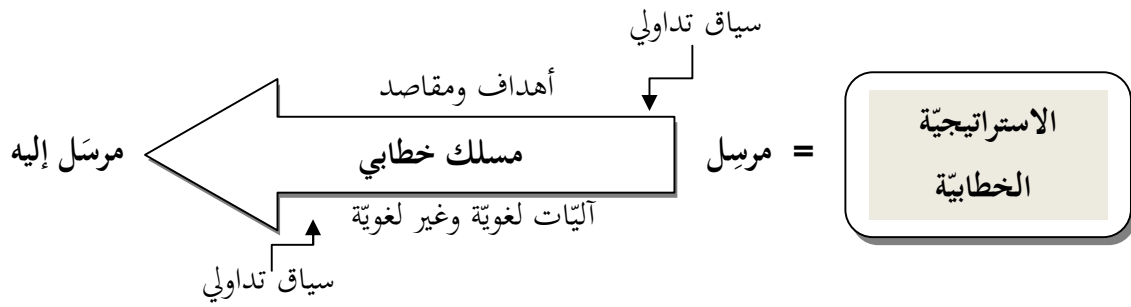 سياق تداولي
أهداف ومقاصد
الاستراتيجيّة
الخطابيّة
= مرسِل
مسلك خطابي
مرسَل إليه
آليّات لغويّة وغير لغويّة
سياق تداولي